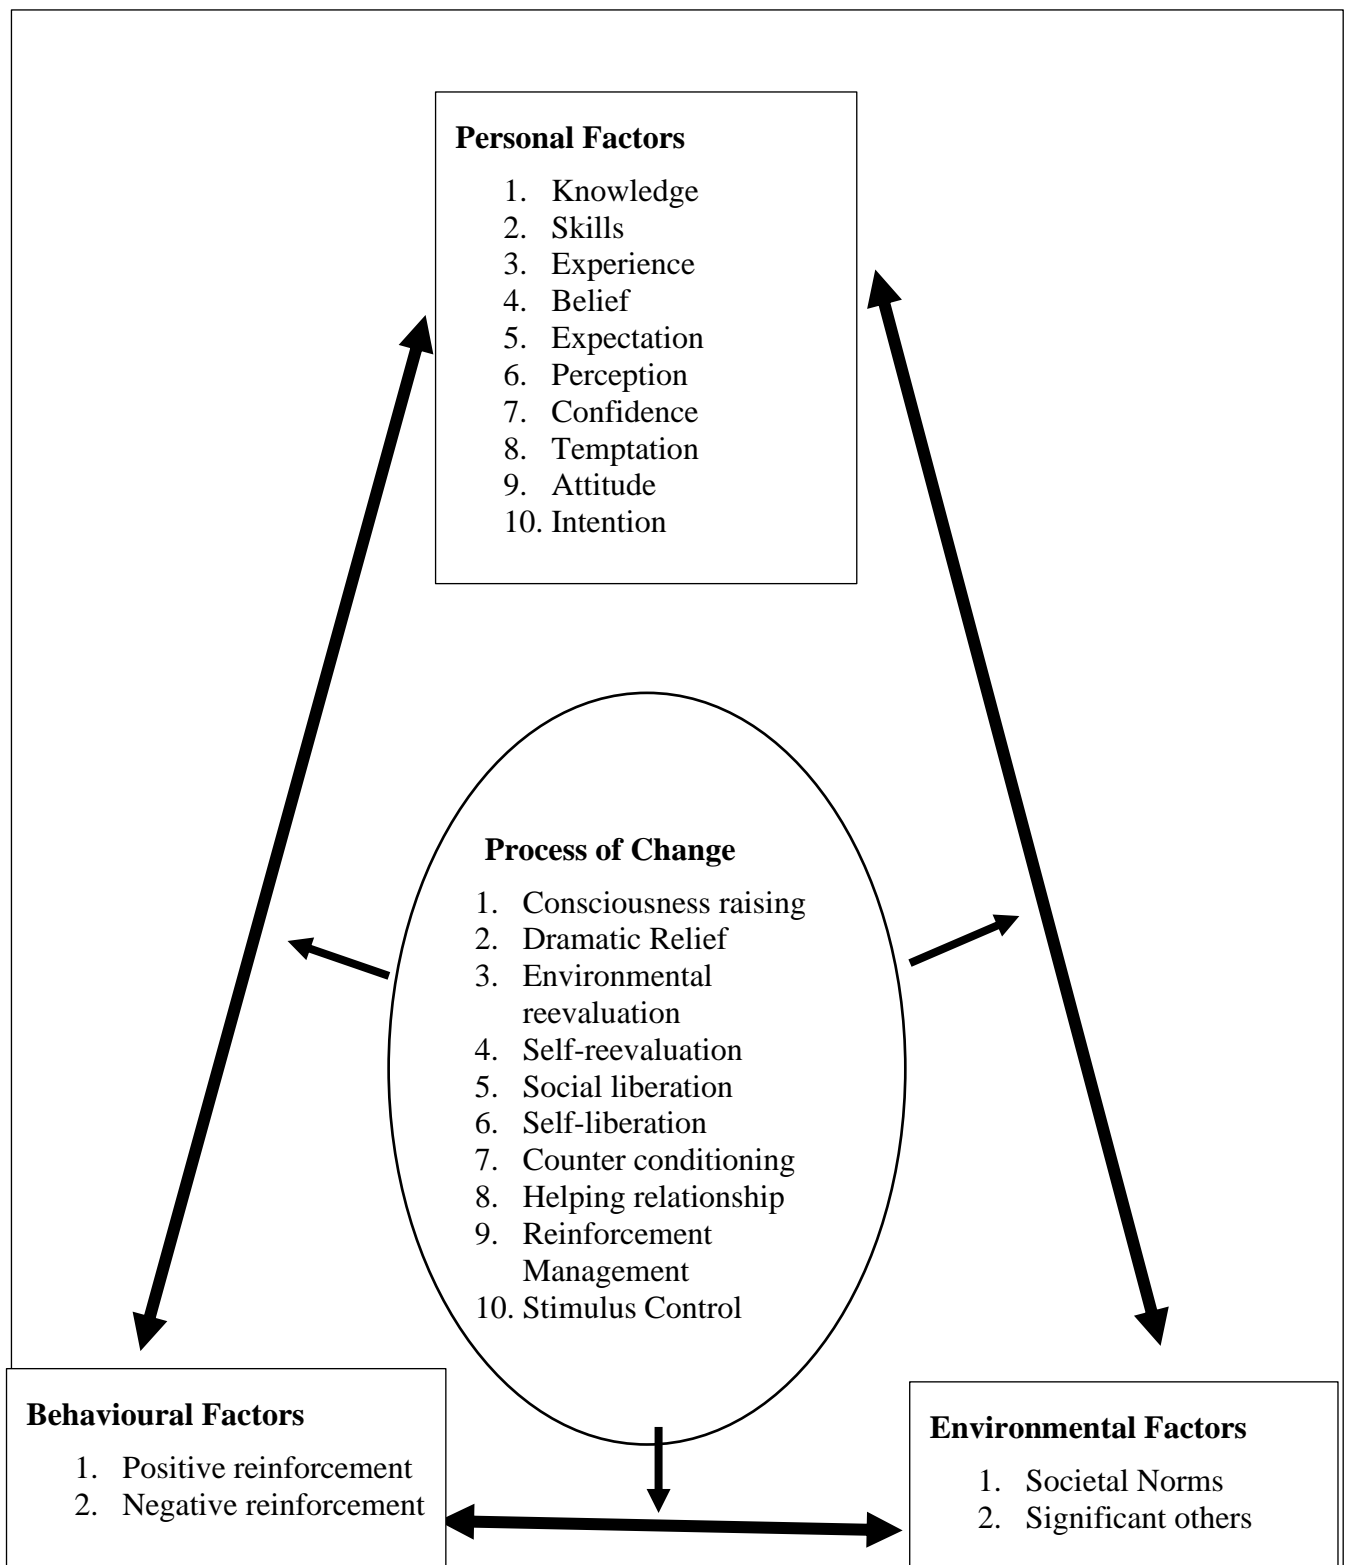 Personal Factors
1. Knowledge
2. Skills
3. Experience
4. Belief
5. Expectation
6. Perception
7. Confidence
8. Temptation
9. Attitude
10. Intention
Process of Change
1. Consciousness raising
2. Dramatic Relief
3. Environmental
reevaluation
4. Self-reevaluation
5. Social liberation
6. Self-liberation
7. Counter conditioning
8. Helping relationship
9. Reinforcement
Management
10. Stimulus Control
Behavioural Factors
1. Positive reinforcement
2. Negative reinforcement
Environmental Factors
1. Societal Norms
2. Significant others